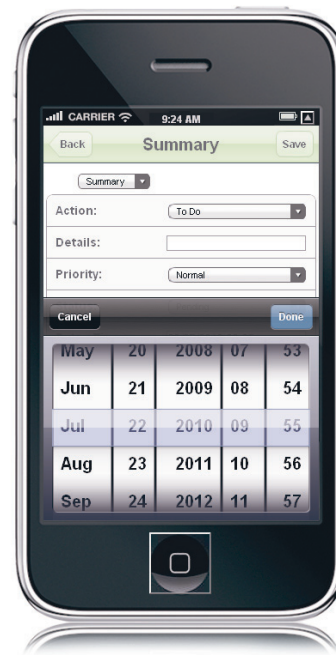 CARRIER 9:24 AM
Back Summary Save
Summary
Action: To Do
Details:
Priority: Normal
Cancel Done
May 20 2008 07 53
Jun 21 2009 08 54
Jul 22 2010 09 55
Aug 23 2011 10 56
Sep 24 2012 11 57